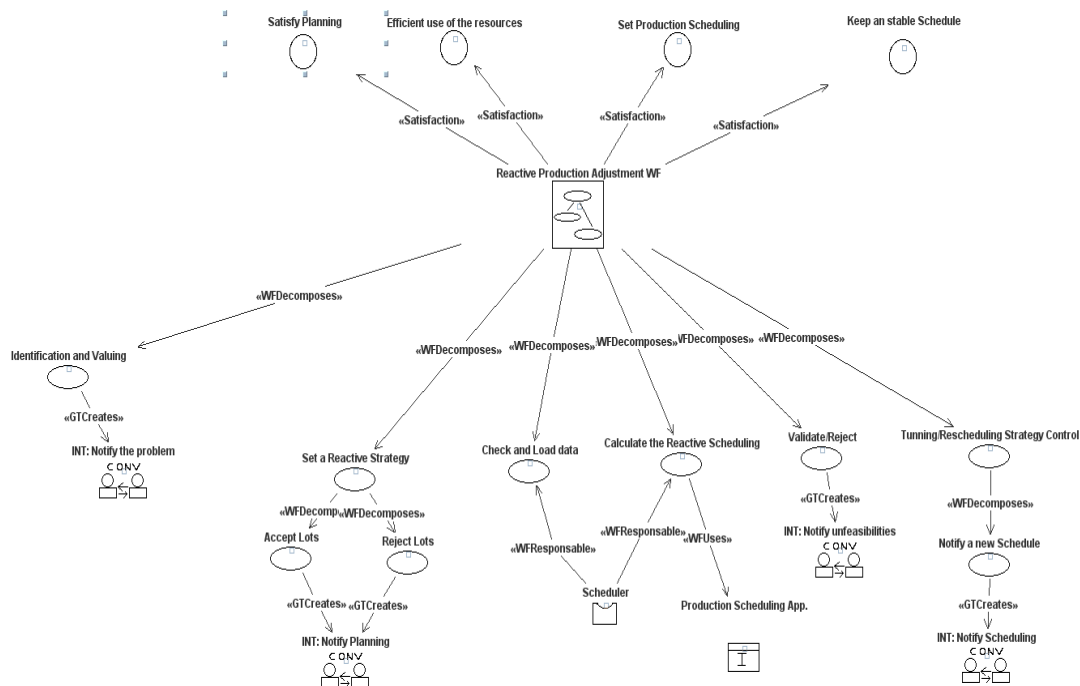 Satisfy Planning
Efficient use of the resources
Set Production Scheduling
Keep an stable Schedule
«Satisfaction»
«Satisfaction»
«Satisfaction»
«Satisfaction»
Reactive Production Adjustment WF
«WFDecomposes»
«WFDecomposes»
«WFDecomposes»
WFDecomposes»
/FDecomposes»
«WFDecomposes»
Identification and Valuing
«GTCreates»
INT: Notify the problem
CONV
Set a Reactive Strategy
Check and Load data
Calculate the Reactive Scheduling
Validate/Reject
Tunning/Rescheduling Strategy Control
«WFDecomp
«WFDecomposes»
«GTCreates»
«WFDecomposes»
Accept Lots
Reject Lots
«WFResponsable»
«WFResponsable»
«WFUses»
INT: Notify unfeasibilities
CONV
Notify a new Schedule
«GTCreates»
«GTCreates»
Scheduler
Production Scheduling App.
«GTCreates»
INT: Notify Planning
CONV
INT: Notify Scheduling
CONV
I